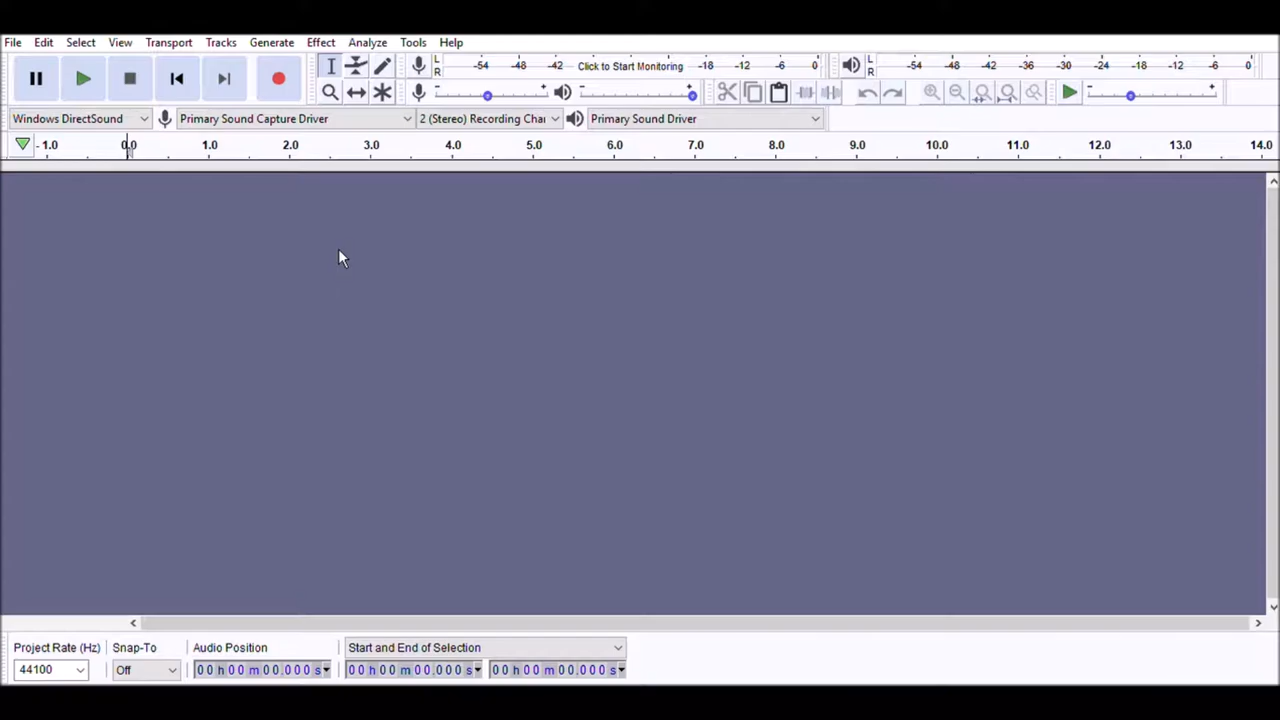 File Edit Select View Transport Tracks Generate Effect Analyze Tools Help
L R -54 -48 -42 Click to Start Monitoring -18 -12 -6 0 L R -54 -48 -42 -36 -30 -24 -18 -12 -6 0
- + - + - +
Windows DirectSound Primary Sound Capture Driver 2 (Stereo) Recording Char Primary Sound Driver
- 1.0 0.0 1.0 2.0 3.0 4.0 5.0 6.0 7.0 8.0 9.0 10.0 11.0 12.0 13.0 14.0
Project Rate (Hz) Snap-To Audio Position Start and End of Selection
44100 Off 00 h 00 m 00.000 s 00 h 00 m 00.000 s 00 h 00 m 00.000 s